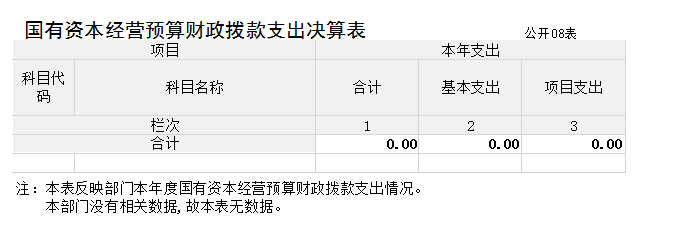 国有资本经营预算财政拨款支出决算表 公开08表
项目 本年支出
科目代码 科目名称 合计 基本支出 项目支出
栏次 1 2 3
合计 0.00 0.00 0.00
注：本表反映部门本年度国有资本经营预算财政拨款支出情况。
本部门没有相关数据,故本表无数据。